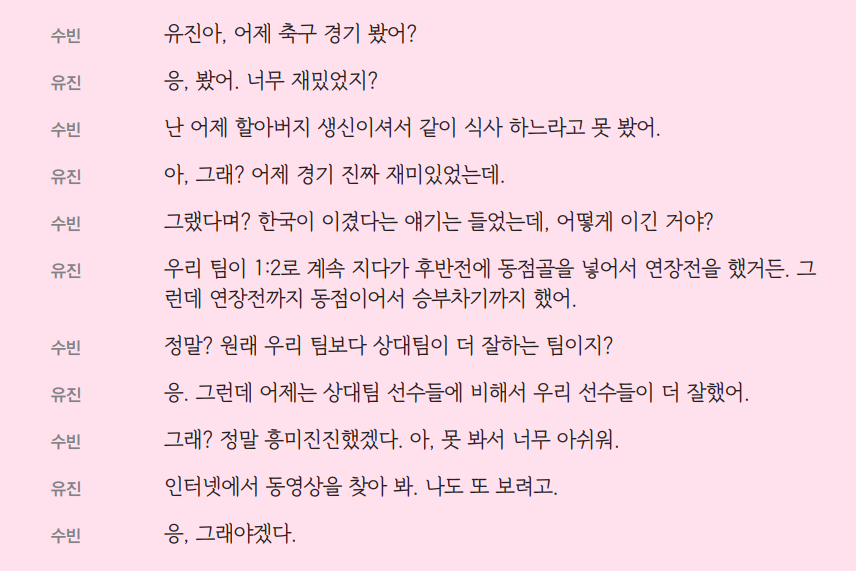 수빈 유진아, 어제 축구 경기 봤어?
유진 응, 봤어. 너무 재밌었지?
수빈 난 어제 할아버지 생신이셔서 같이 식사 하느라고 못 봤어.
유진 아, 그래? 어제 경기 진짜 재미있었는데.
수빈 그랬다며? 한국이 이겼다는 얘기는 들었는데, 어떻게 이긴 거야?
유진 우리 팀이 1:2로 계속 지다가 후반전에 동점골을 넣어서 연장전을 했거든. 그
런데 연장전까지 동점이어서 승부차기까지 했어.
수빈 정말? 원래 우리 팀보다 상대팀이 더 잘하는 팀이지?
유진 응. 그런데 어제는 상대팀 선수들에 비해서 우리 선수들이 더 잘했어.
수빈 그래? 정말 흥미진진했겠다. 아, 못 봐서 너무 아쉬워.
유진 인터넷에서 동영상을 찾아 봐. 나도 또 보려고.
수빈 응, 그래야겠다.